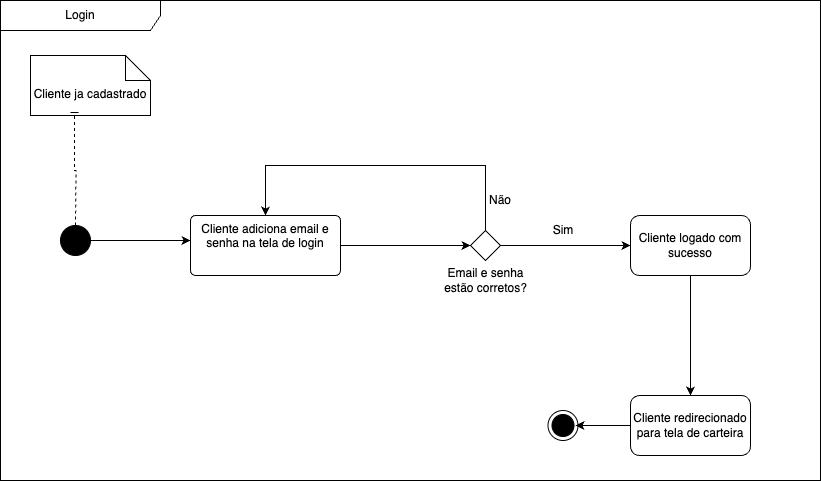 Login
Cliente ja cadastrado
Não
Cliente adiciona email e
senha na tela de login
Sim
Cliente logado com
sucesso
Email e senha
estão corretos?
Cliente redirecionado
para tela de carteira